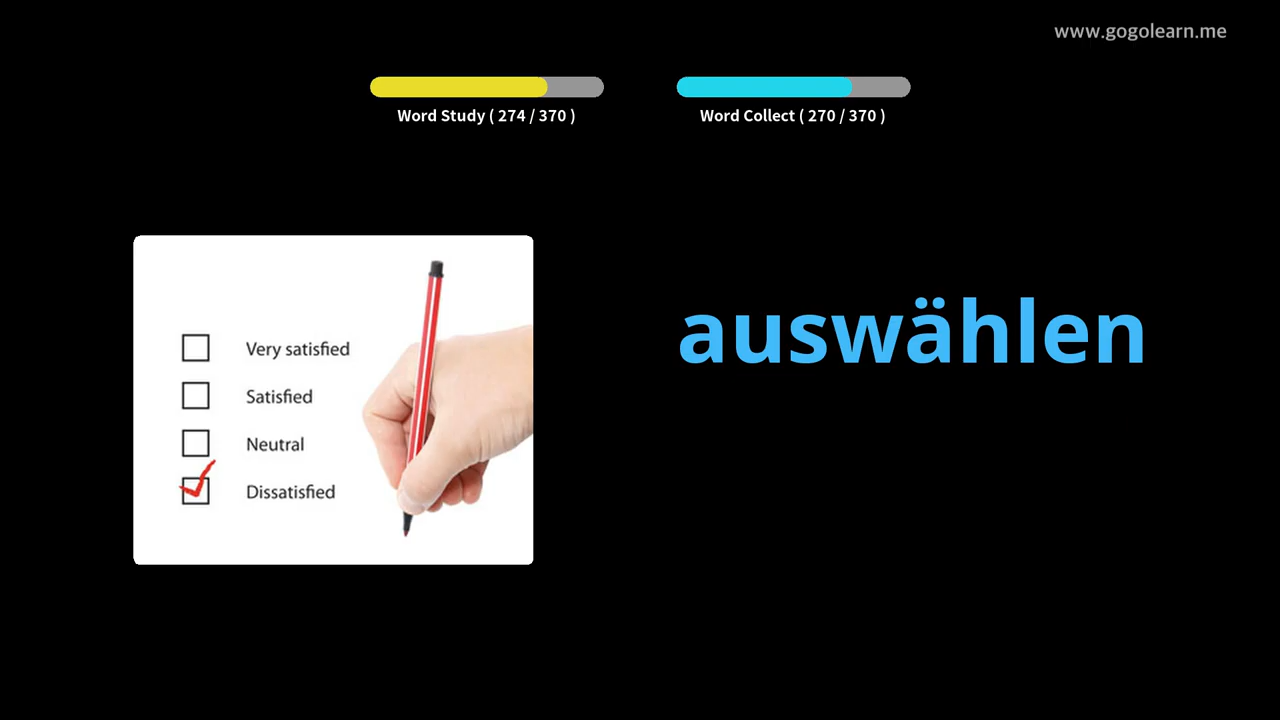 www.gogolearn.me
Word Study ( 274 / 370 )
Word Collect ( 270 / 370 )
auswählen
Very satisfied
Satisfied
Neutral
Dissatisfied